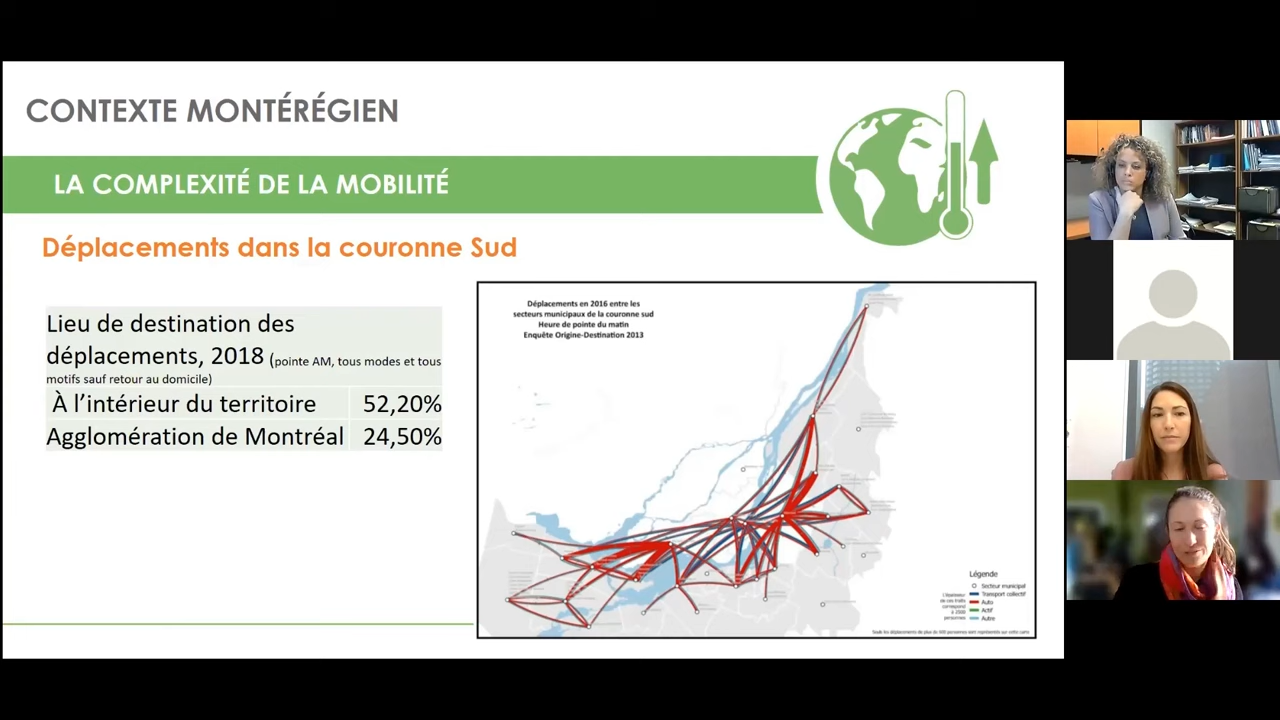 CONTEXTE MONTÉRÉGIEN
LA COMPLEXITÉ DE LA MOBILITÉ
Déplacements dans la couronne Sud
Lieu de destination des
déplacements, 2018 (pointe AM, tous modes et tous
motifs sauf retour au domicile)
À l’intérieur du territoire 52,20%
Agglomération de Montréal 24,50%
Déplacements en 2016 entre les
secteurs municipaux de la couronne sud
Heure de pointe du matin
Enquête Origine-Destination 2013
Légende
Secteur municipal
Transport collectif
Auto
Actif
Autre